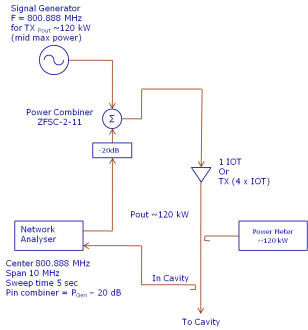 Signal Generator
F = 800.888 MHz
for TX Pout ~120 kW
(mid max power)
Power Combiner
ZFSC-2-11
Σ
-20dB
1 IOT
Or
TX (4 x IOT)
Pout ~120 kW
Network
Analyser
Power Meter
~120 kW
Center 800.888 MHz
Span 10 MHz
Sweep time 5 sec
Pin combiner = PGen – 20 dB
In Cavity
To Cavity